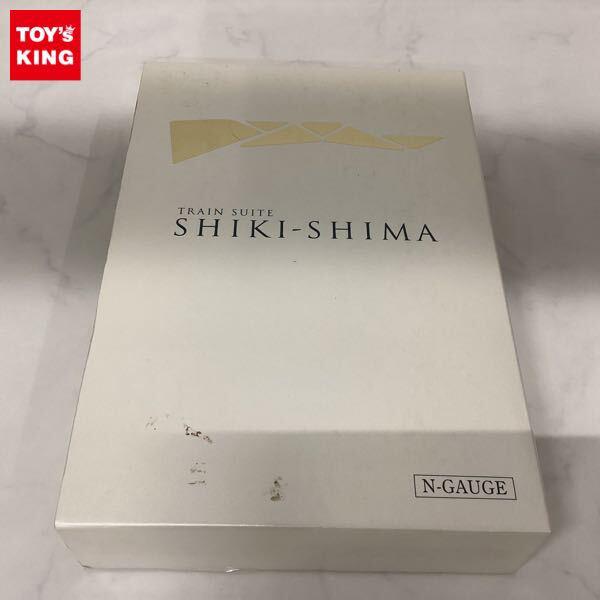 TOY'S
KING
TRAIN SUITE
SHIKI-SHIMA
N-GAUGE